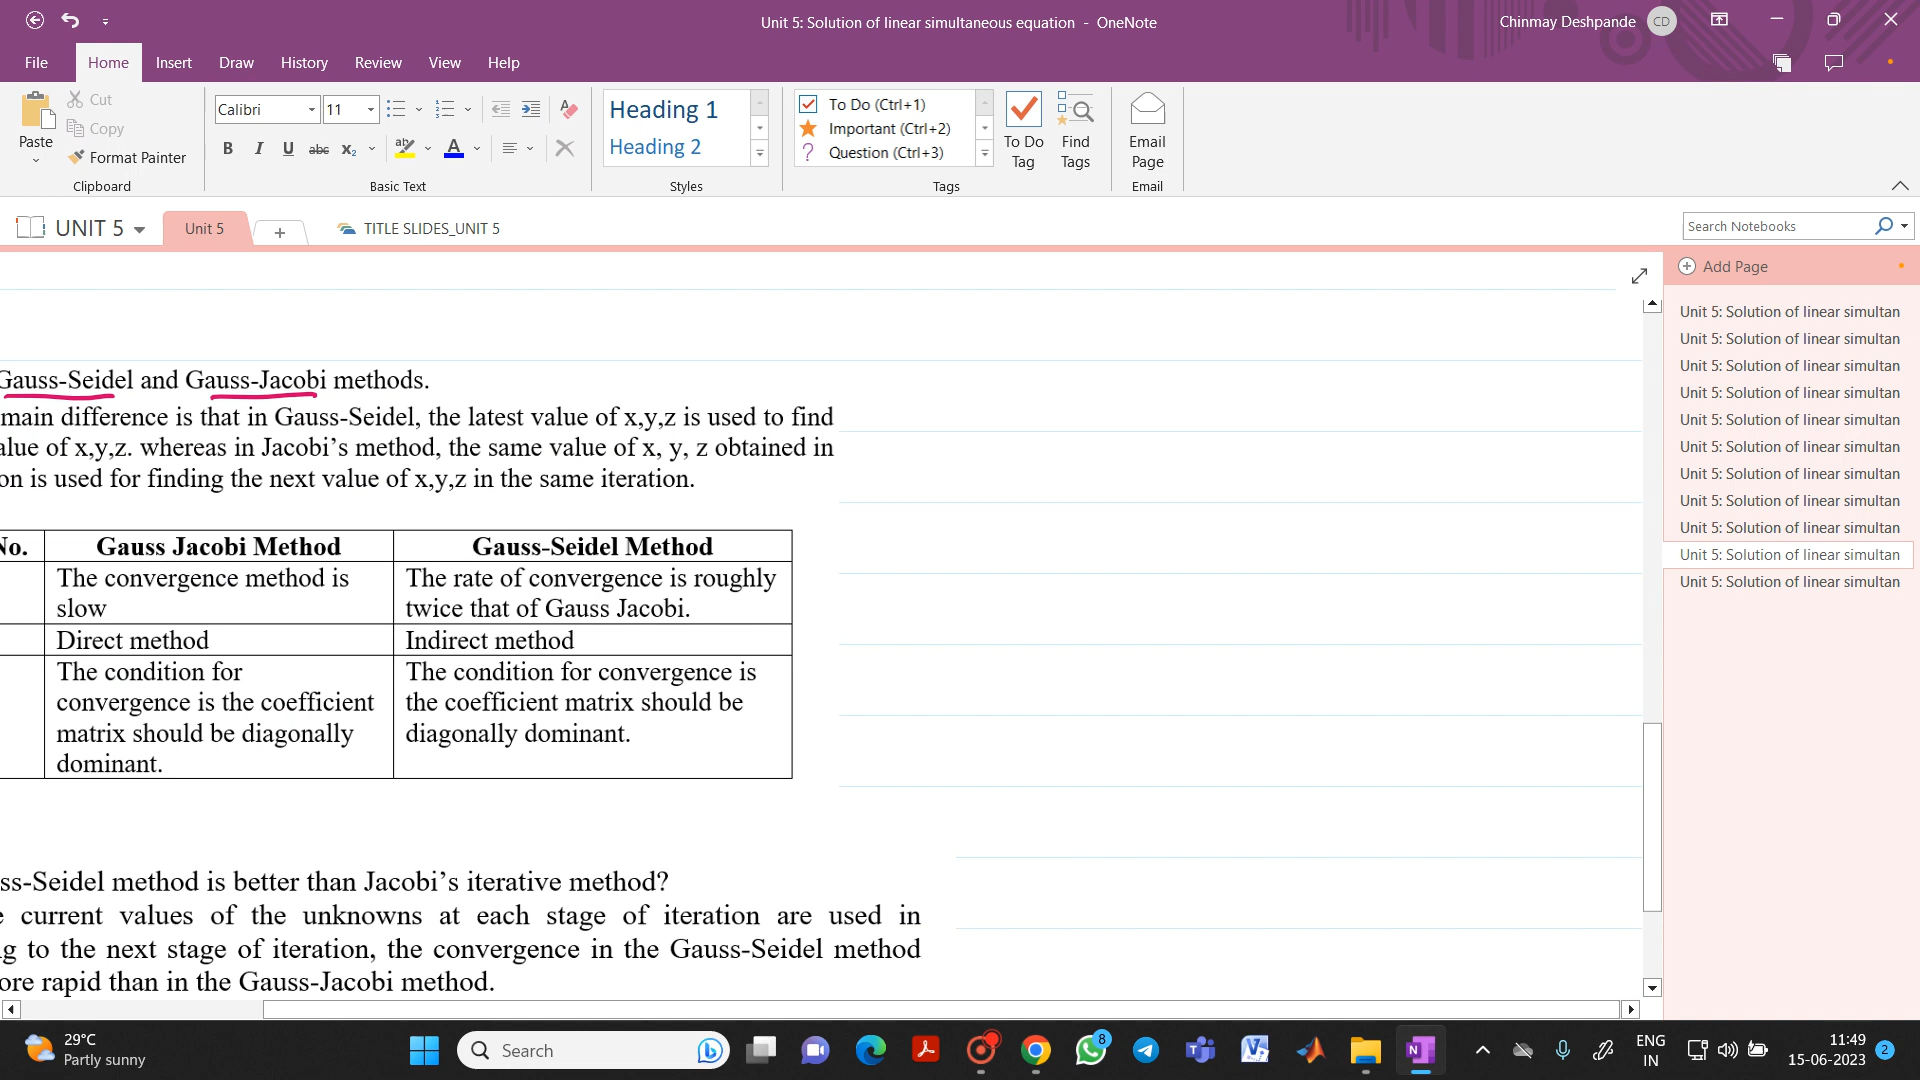 Unit 5: Solution of linear simultaneous equation - OneNote
Chinmay Deshpande CD
File Home Insert Draw History Review View Help
Paste
Cut
Copy
Format Painter
Clipboard
Calibri 11
B I U abc x₂ ab A
Basic Text
Heading 1
Heading 2
Styles
To Do (Ctrl+1)
Important (Ctrl+2)
Question (Ctrl+3)
Tags
To Do
Tag
Find
Tags
Email
Page
Email
UNIT 5 Unit 5 + TITLE SLIDES_UNIT 5
Search Notebooks
Add Page
Unit 5: Solution of linear simultan
Unit 5: Solution of linear simultan
Unit 5: Solution of linear simultan
Unit 5: Solution of linear simultan
Unit 5: Solution of linear simultan
Unit 5: Solution of linear simultan
Unit 5: Solution of linear simultan
Unit 5: Solution of linear simultan
Unit 5: Solution of linear simultan
Unit 5: Solution of linear simultan
Unit 5: Solution of linear simultan
Gauss-Seidel and Gauss-Jacobi methods.
main difference is that in Gauss-Seidel, the latest value of x,y,z is used to find
alue of x,y,z. whereas in Jacobi's method, the same value of x, y, z obtained in
on is used for finding the next value of x,y,z in the same iteration.
No. Gauss Jacobi Method Gauss-Seidel Method
The convergence method is
slow
The rate of convergence is roughly
twice that of Gauss Jacobi.
Direct method Indirect method
The condition for
convergence is the coefficient
matrix should be diagonally
dominant.
The condition for convergence is
the coefficient matrix should be
diagonally dominant.
ss-Seidel method is better than Jacobi's iterative method?
e current values of the unknowns at each stage of iteration are used in
g to the next stage of iteration, the convergence in the Gauss-Seidel method
ore rapid than in the Gauss-Jacobi method.
29°C
Partly sunny
Search
8
ENG
IN
11:49
15-06-2023
2